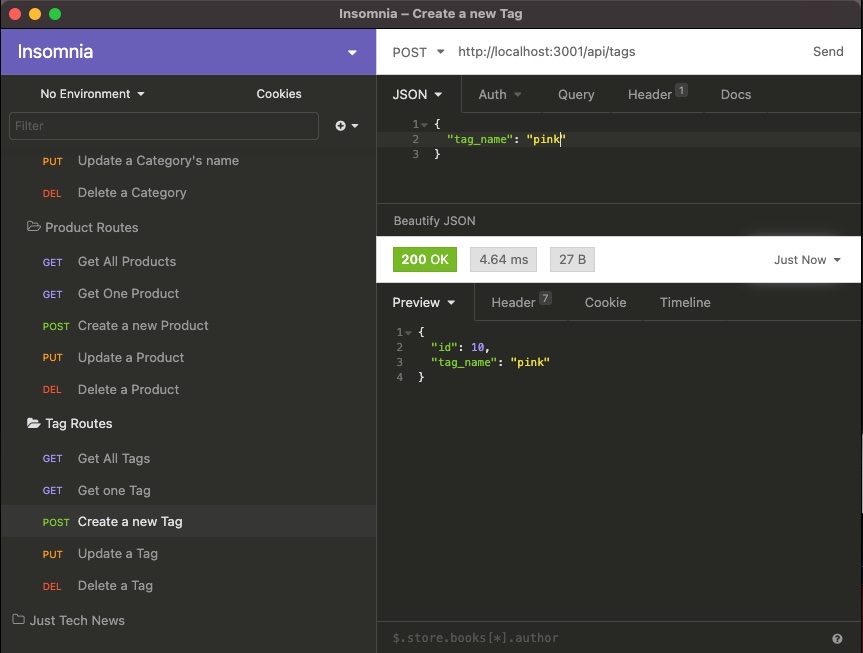 Insomnia – Create a new Tag
Insomnia
No Environment
Cookies
Filter
PUT Update a Category's name
DEL Delete a Category
Product Routes
GET Get All Products
GET Get One Product
POST Create a new Product
PUT Update a Product
DEL Delete a Product
Tag Routes
GET Get All Tags
GET Get one Tag
POST Create a new Tag
PUT Update a Tag
DEL Delete a Tag
Just Tech News
POST http://localhost:3001/api/tags Send
JSON Auth Query Header 1 Docs
1 {
2 "tag_name": "pink"
3 }
Beautify JSON
200 OK 4.64 ms 27 B Just Now
Preview Header 7 Cookie Timeline
1 {
2 "id": 10,
3 "tag_name": "pink"
4 }
$.store.books[*].author ?